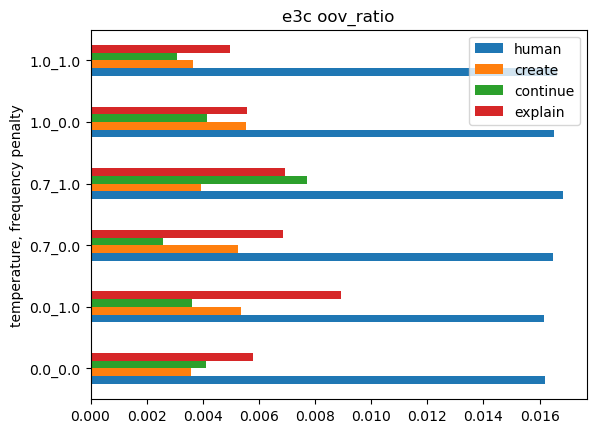 e3c oov_ratio
temperature, frequency penalty
1.0_1.0
1.0_0.0
0.7_1.0
0.7_0.0
0.0_1.0
0.0_0.0
human
create
continue
explain
0.000 0.002 0.004 0.006 0.008 0.010 0.012 0.014 0.016